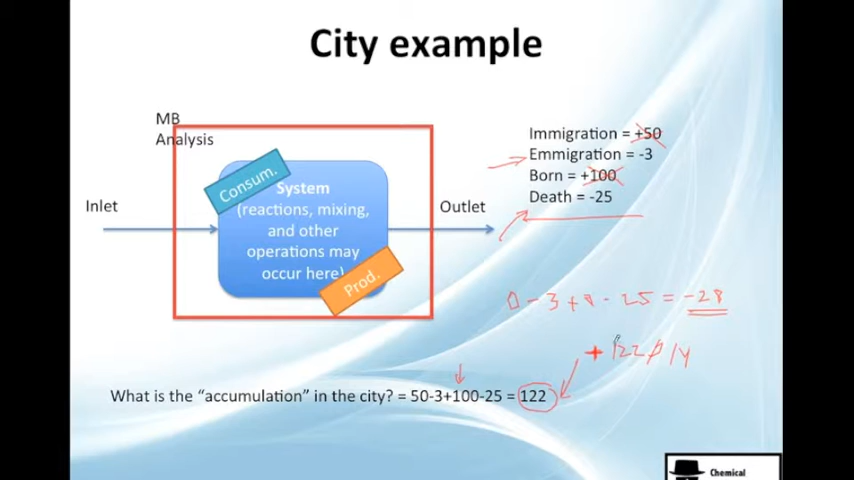 City example
MB
Analysis
Immigration = +50
Emmigration = -3
Born = +100
Death = -25
Consum.
System
(reactions, mixing,
and other
operations may
occur here)
Inlet
Outlet
Prod.
0 - 3 + 0 - 25 = -28
+ 122 p/y
What is the “accumulation” in the city? = 50-3+100-25 = 122
Chemical